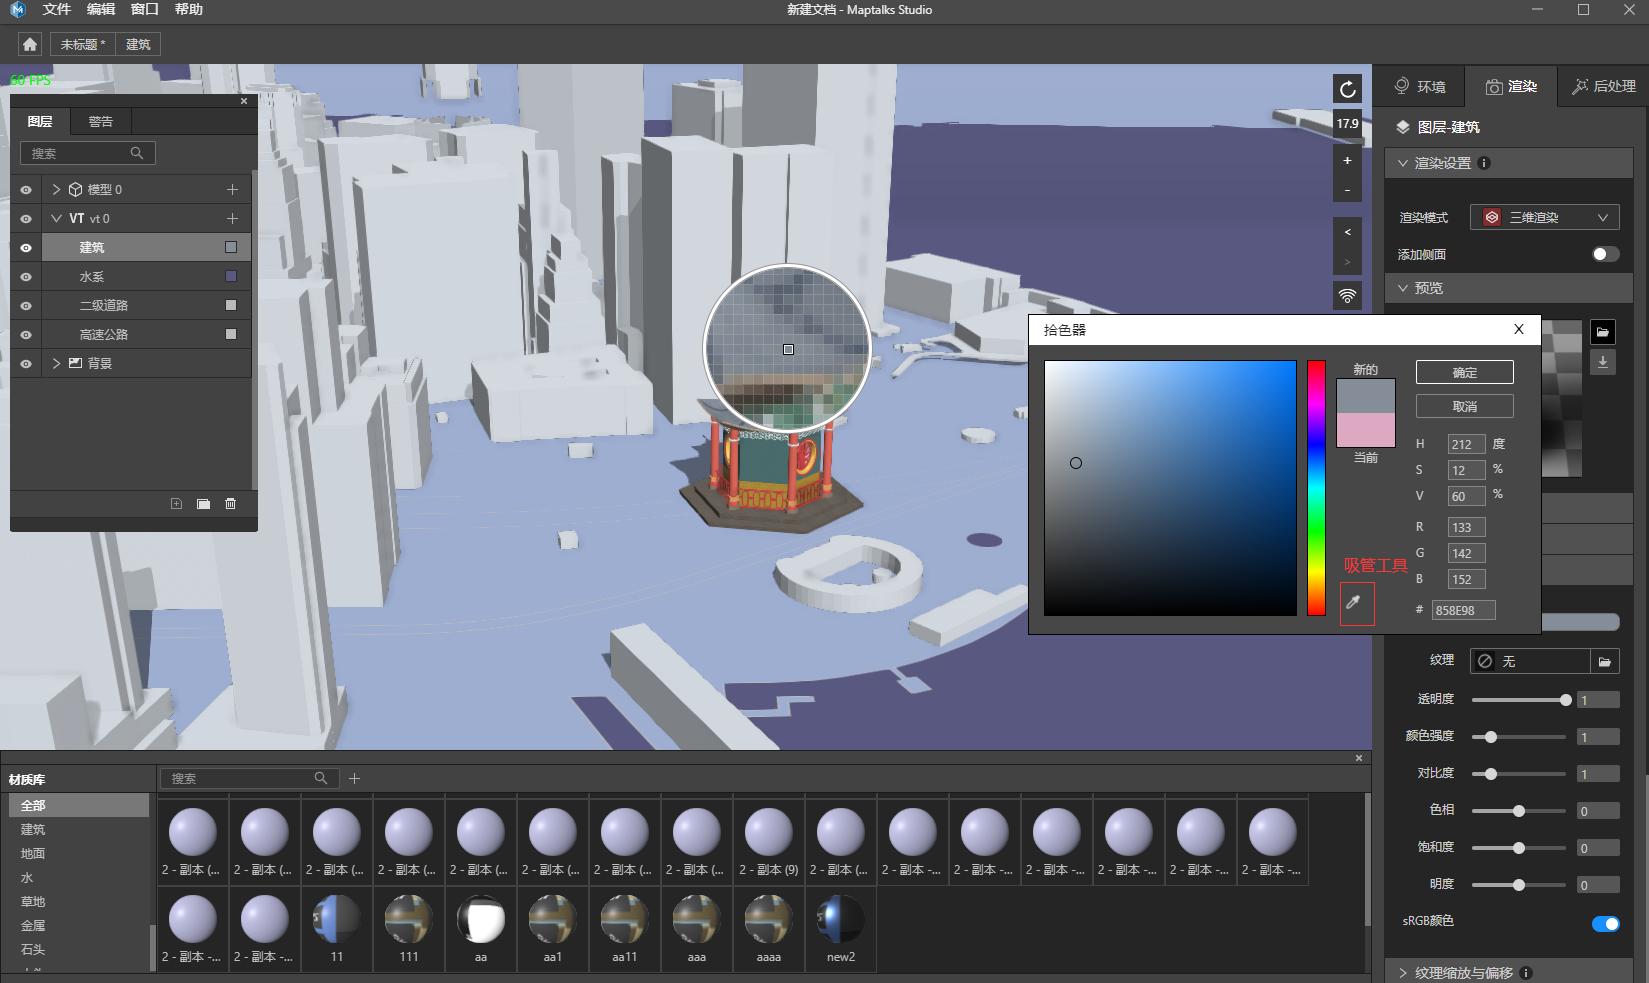 文件 编辑 窗口 帮助
新建文档 - Maptalks Studio
未标题 * 建筑
60 FPS
图层 警告
搜索
模型 0
VT vt 0
建筑
水系
二级道路
高速公路
背景
17.9
+
-
<
>
环境 渲染 后处理
图层-建筑
渲染设置
渲染模式 三维渲染
添加侧面
预览
拾色器 X
新的
当前
确定
取消
H 212 度
S 12 %
V 60 %
R 133
G 142
B 152
# 858E98
吸管工具
纹理 无
透明度 1
颜色强度 1
对比度 1
色相 0
饱和度 0
明度 0
sRGB颜色
纹理缩放与偏移
材质库
搜索
全部
建筑
地面
水
草地
金属
石头
2 - 副本 (... 2 - 副本 (... 2 - 副本 (... 2 - 副本 (... 2 - 副本 (... 2 - 副本 (... 2 - 副本 (... 2 - 副本 (... 2 - 副本 (9) 2 - 副本 (... 2 - 副本 -... 2 - 副本 -... 2 - 副本 -... 2 - 副本 -... 2 - 副本 -... 2 - 副本 -...
2 - 副本 -... 2 - 副本 -... 11 111 aa aa1 aa11 aaa aaaa new2